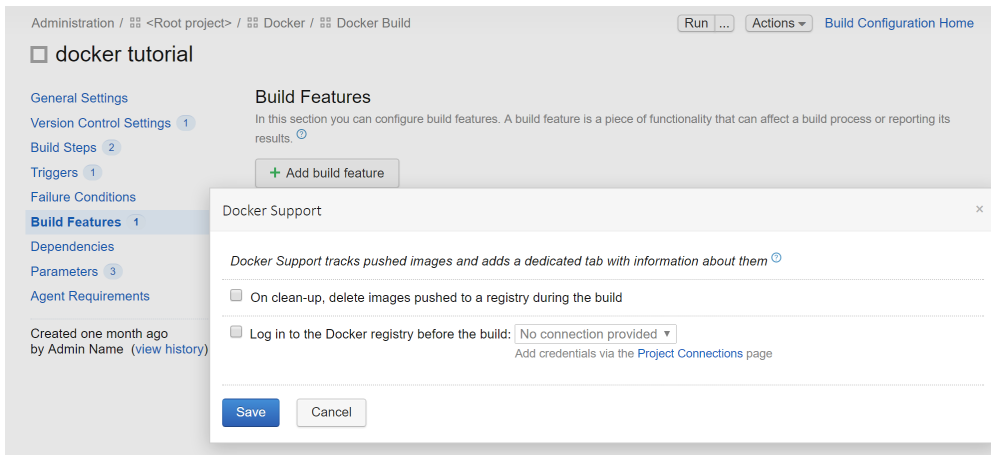 Administration / <Root project> / Docker / Docker Build
Run ... Actions Build Configuration Home
docker tutorial
General Settings
Version Control Settings 1
Build Steps 2
Triggers 1
Failure Conditions
Build Features 1
Dependencies
Parameters 3
Agent Requirements
Created one month ago
by Admin Name (view history)
Build Features
In this section you can configure build features. A build feature is a piece of functionality that can affect a build process or reporting its
results. ?
+ Add build feature
Docker Support ×
Docker Support tracks pushed images and adds a dedicated tab with information about them ?
On clean-up, delete images pushed to a registry during the build
Log in to the Docker registry before the build: No connection provided
Add credentials via the Project Connections page
Save Cancel